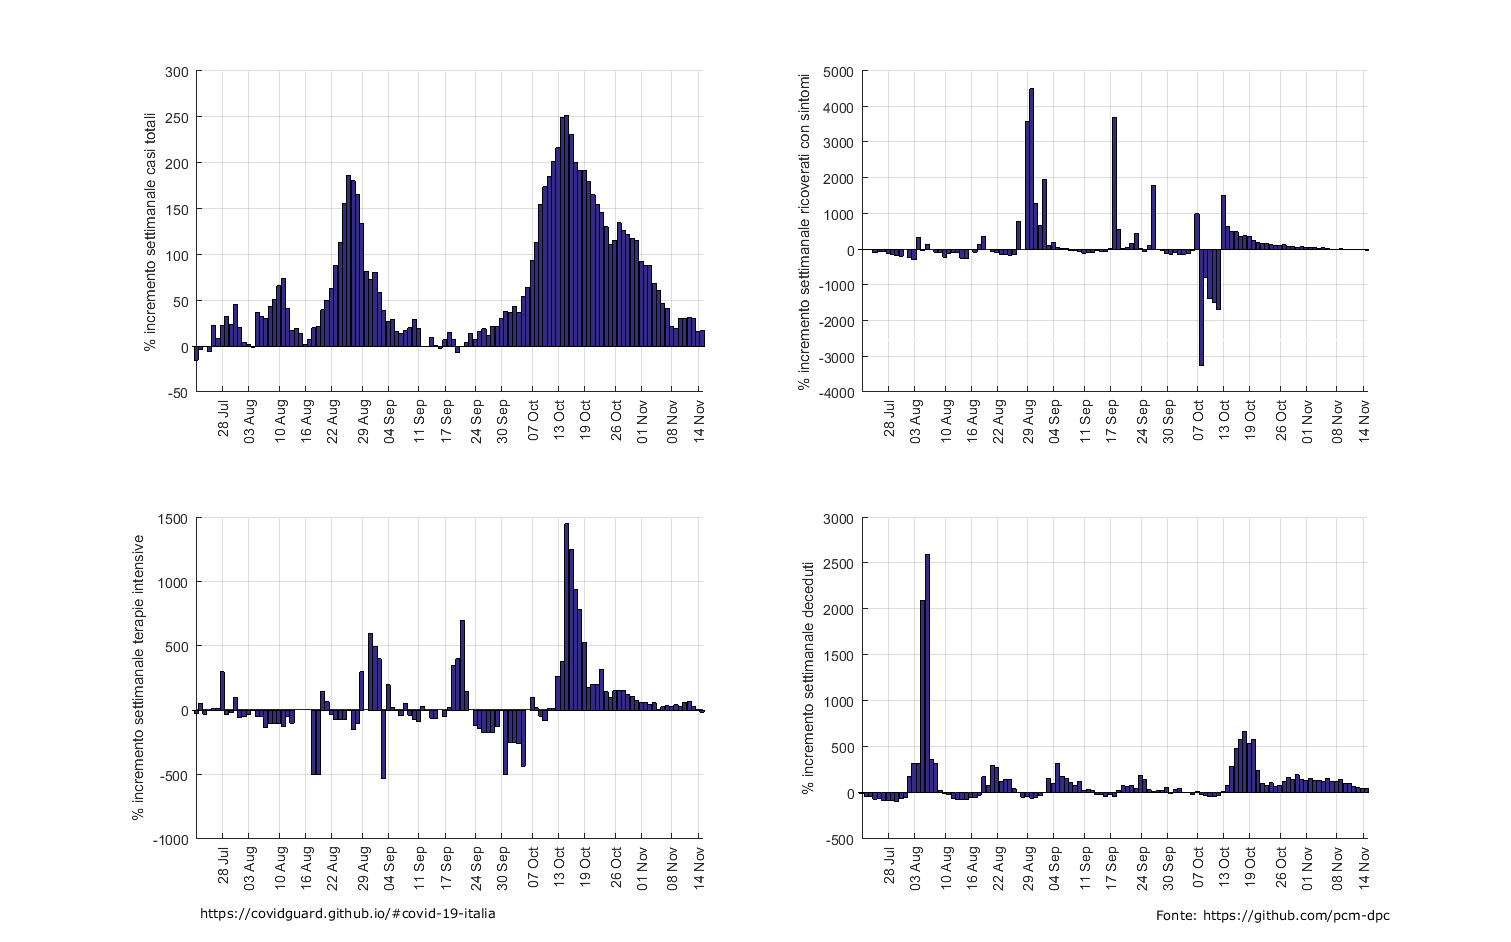 % incremento settimanale casi totali
300
250
200
150
100
50
0
-50
28 Jul
03 Aug
10 Aug
16 Aug
22 Aug
29 Aug
04 Sep
11 Sep
17 Sep
24 Sep
30 Sep
07 Oct
13 Oct
19 Oct
26 Oct
01 Nov
08 Nov
14 Nov
% incremento settimanale ricoverati con sintomi
5000
4000
3000
2000
1000
0
-1000
-2000
-3000
-4000
28 Jul
03 Aug
10 Aug
16 Aug
22 Aug
29 Aug
04 Sep
11 Sep
17 Sep
24 Sep
30 Sep
07 Oct
13 Oct
19 Oct
26 Oct
01 Nov
08 Nov
14 Nov
% incremento settimanale terapie intensive
1500
1000
500
0
-500
-1000
28 Jul
03 Aug
10 Aug
16 Aug
22 Aug
29 Aug
04 Sep
11 Sep
17 Sep
24 Sep
30 Sep
07 Oct
13 Oct
19 Oct
26 Oct
01 Nov
08 Nov
14 Nov
% incremento settimanale deceduti
3000
2500
2000
1500
1000
500
0
-500
28 Jul
03 Aug
10 Aug
16 Aug
22 Aug
29 Aug
04 Sep
11 Sep
17 Sep
24 Sep
30 Sep
07 Oct
13 Oct
19 Oct
26 Oct
01 Nov
08 Nov
14 Nov
https://covidguard.github.io/#covid-19-italia
Fonte: https://github.com/pcm-dpc